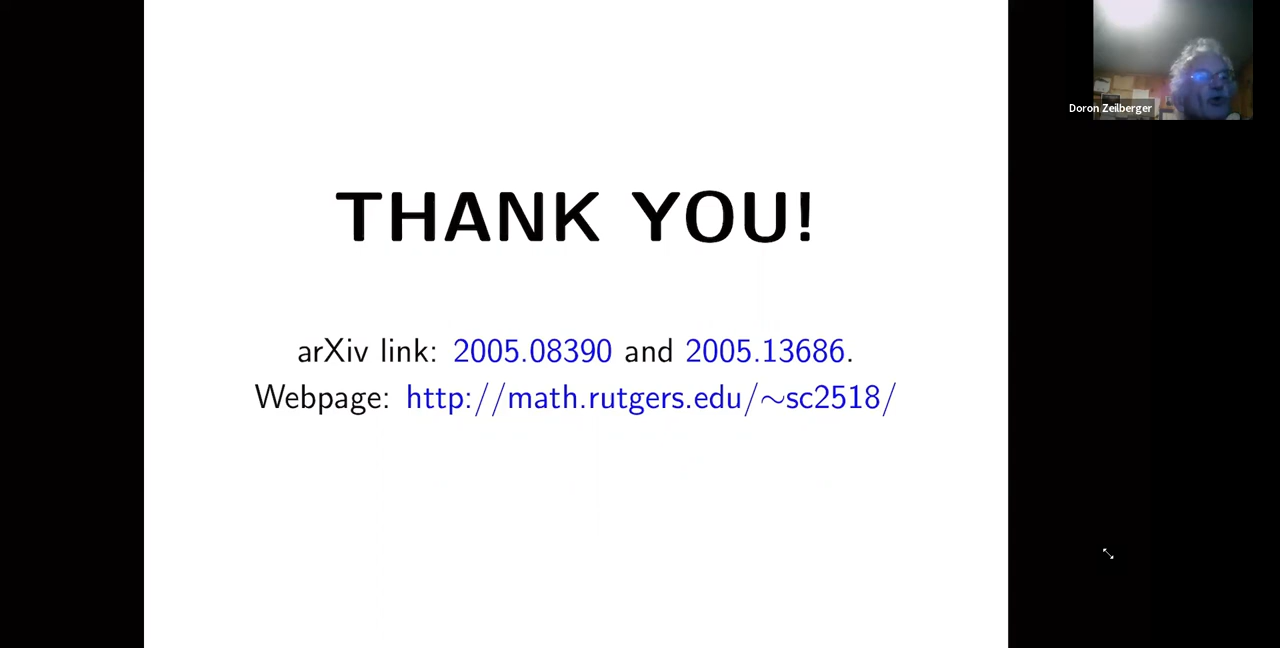 Doron Zeilberger
THANK YOU!
arXiv link: 2005.08390 and 2005.13686.
Webpage: http://math.rutgers.edu/~sc2518/